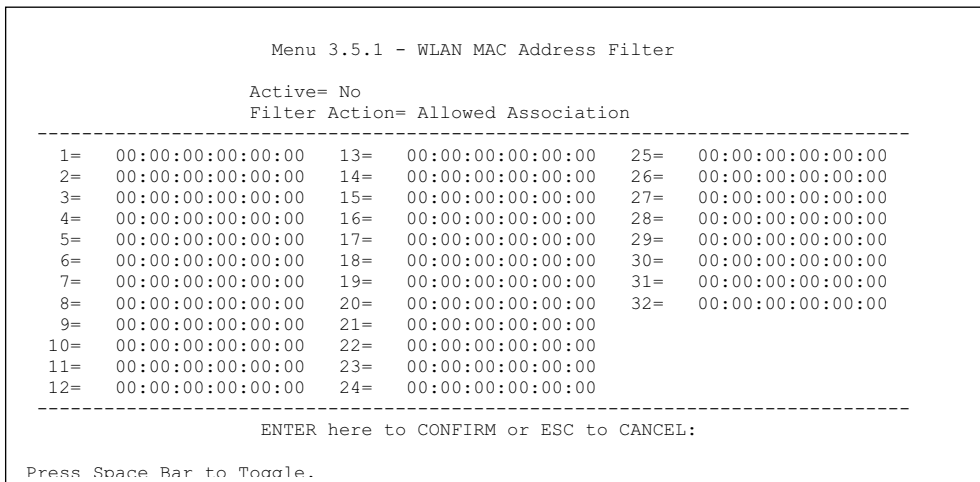 Menu 3.5.1 - WLAN MAC Address Filter
Active= No
Filter Action= Allowed Association
------------------------------------------------------------------------------
1= 00:00:00:00:00:00 13= 00:00:00:00:00:00 25= 00:00:00:00:00:00
2= 00:00:00:00:00:00 14= 00:00:00:00:00:00 26= 00:00:00:00:00:00
3= 00:00:00:00:00:00 15= 00:00:00:00:00:00 27= 00:00:00:00:00:00
4= 00:00:00:00:00:00 16= 00:00:00:00:00:00 28= 00:00:00:00:00:00
5= 00:00:00:00:00:00 17= 00:00:00:00:00:00 29= 00:00:00:00:00:00
6= 00:00:00:00:00:00 18= 00:00:00:00:00:00 30= 00:00:00:00:00:00
7= 00:00:00:00:00:00 19= 00:00:00:00:00:00 31= 00:00:00:00:00:00
8= 00:00:00:00:00:00 20= 00:00:00:00:00:00 32= 00:00:00:00:00:00
9= 00:00:00:00:00:00 21= 00:00:00:00:00:00
10= 00:00:00:00:00:00 22= 00:00:00:00:00:00
11= 00:00:00:00:00:00 23= 00:00:00:00:00:00
12= 00:00:00:00:00:00 24= 00:00:00:00:00:00
------------------------------------------------------------------------------
ENTER here to CONFIRM or ESC to CANCEL:
Press Space Bar to Toggle.